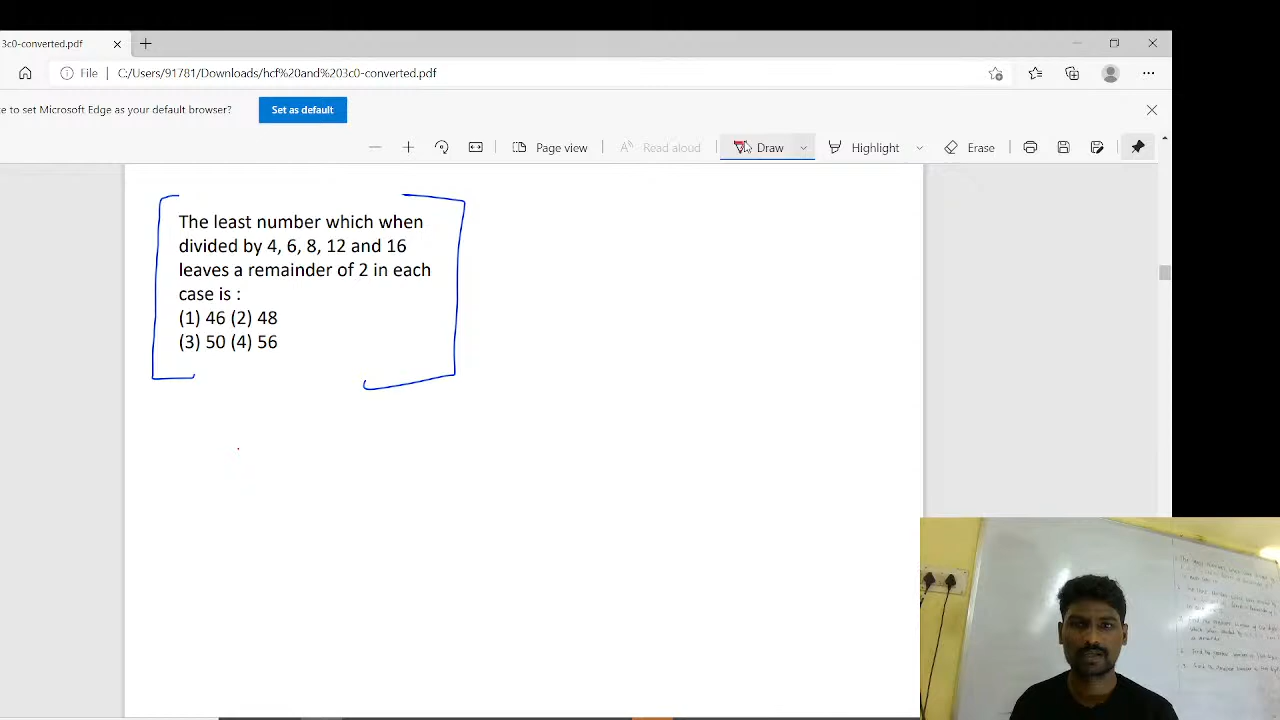 3c0-converted.pdf
File C:/Users/91781/Downloads/hcf%20and%203c0-converted.pdf
e to set Microsoft Edge as your default browser? Set as default
Page view Read aloud Draw Highlight Erase
The least number which when
divided by 4, 6, 8, 12 and 16
leaves a remainder of 2 in each
case is :
(1) 46 (2) 48
(3) 50 (4) 56